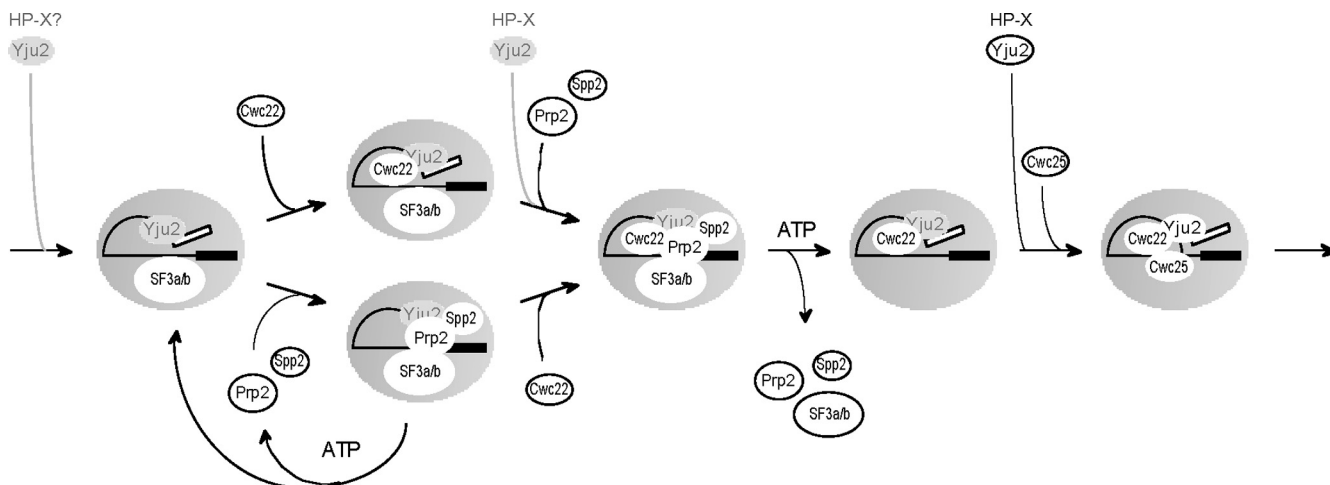 HP-X?
Yju2
Cwc22
HP-X
Yju2
Spp2
Prp2
HP-X
Yju2
Cwc25
Yju2
SF3a/b
Yju2
Cwc22
SF3a/b
Yju2
Spp2
Cwc22
Prp2
SF3a/b
ATP
Yju2
Cwc22
Yju2
Cwc22
Cwc25
Spp2
Prp2
Yju2
Spp2
Prp2
SF3a/b
Cwc22
ATP
Spp2
Prp2
SF3a/b